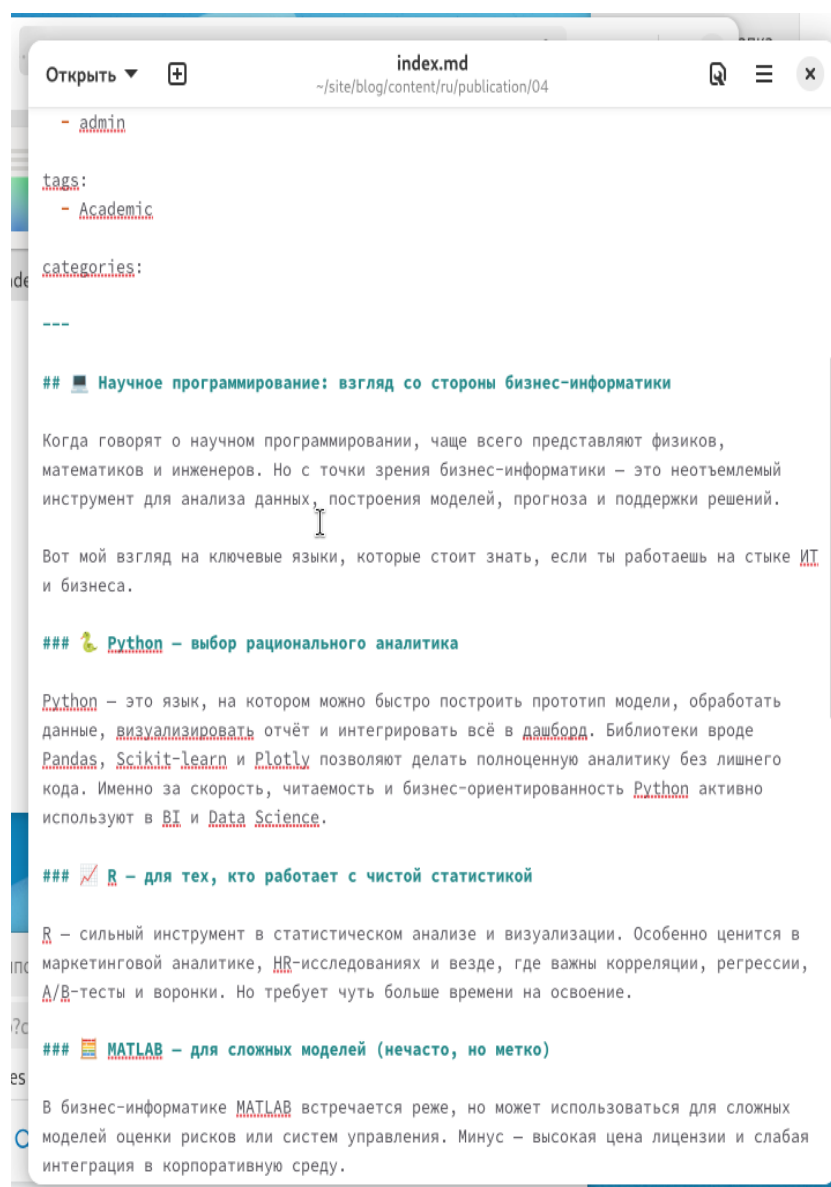 Открыть
index.md
~/site/blog/content/ru/publication/04
- admin
tags:
- Academic
categories:
---
## 💻 Научное программирование: взгляд со стороны бизнес-информатики
Когда говорят о научном программировании, чаще всего представляют физиков,
математиков и инженеров. Но с точки зрения бизнес-информатики — это неотъемлемый
инструмент для анализа данных, построения моделей, прогноза и поддержки решений.
Вот мой взгляд на ключевые языки, которые стоит знать, если ты работаешь на стыке ИТ
и бизнеса.
### 🐍 Python — выбор рационального аналитика
Python — это язык, на котором можно быстро построить прототип модели, обработать
данные, визуализировать отчёт и интегрировать всё в дашборд. Библиотеки вроде
Pandas, Scikit-learn и Plotly позволяют делать полноценную аналитику без лишнего
кода. Именно за скорость, читаемость и бизнес-ориентированность Python активно
используют в BI и Data Science.
### 📈 R — для тех, кто работает с чистой статистикой
R — сильный инструмент в статистическом анализе и визуализации. Особенно ценится в
маркетинговой аналитике, HR-исследованиях и везде, где важны корреляции, регрессии,
A/B-тесты и воронки. Но требует чуть больше времени на освоение.
### 🧮 MATLAB — для сложных моделей (нечасто, но метко)
В бизнес-информатике MATLAB встречается реже, но может использоваться для сложных
моделей оценки рисков или систем управления. Минус — высокая цена лицензии и слабая
интеграция в корпоративную среду.